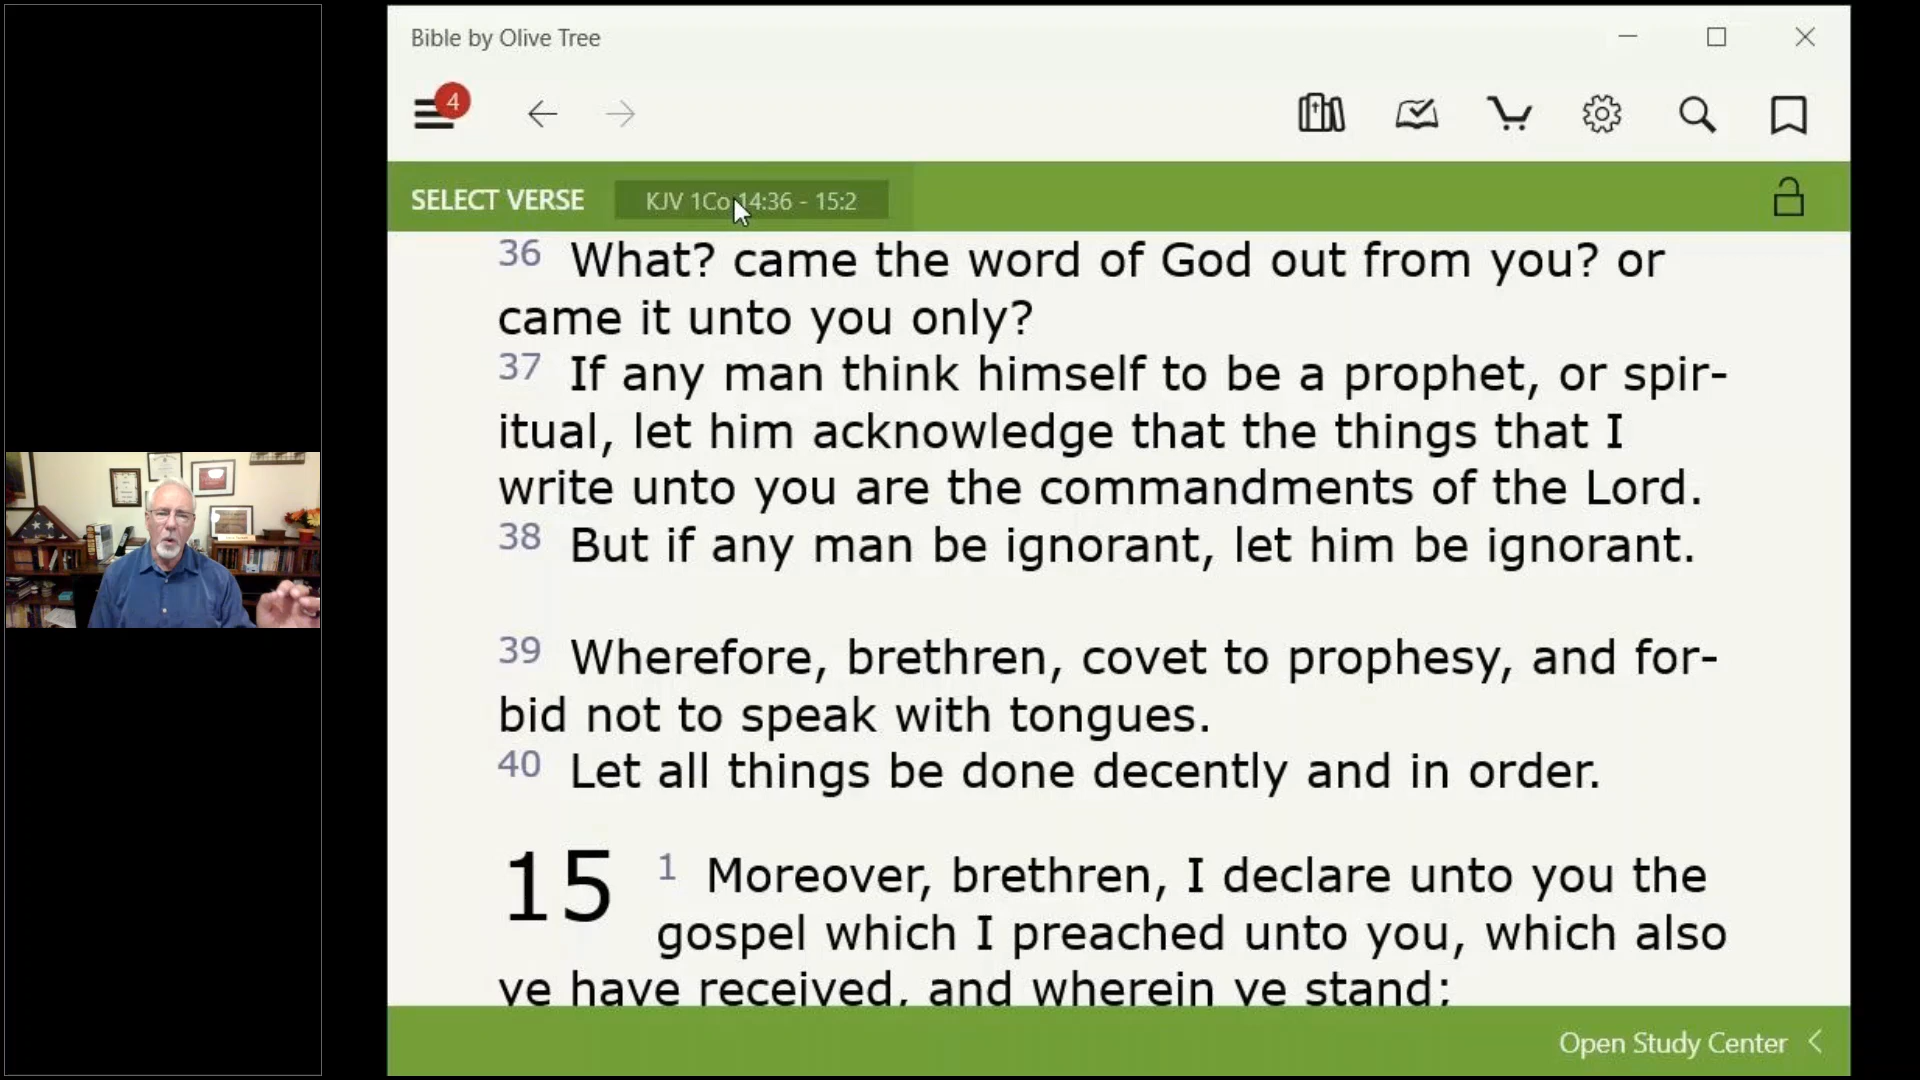 Bible by Olive Tree
4
SELECT VERSE KJV 1Co 14:36 - 15:2
36 What? came the word of God out from you? or
came it unto you only?
37 If any man think himself to be a prophet, or spir-
itual, let him acknowledge that the things that I
write unto you are the commandments of the Lord.
38 But if any man be ignorant, let him be ignorant.
39 Wherefore, brethren, covet to prophesy, and for-
bid not to speak with tongues.
40 Let all things be done decently and in order.
15 1 Moreover, brethren, I declare unto you the
gospel which I preached unto you, which also
ye have received, and wherein ye stand;
Open Study Center